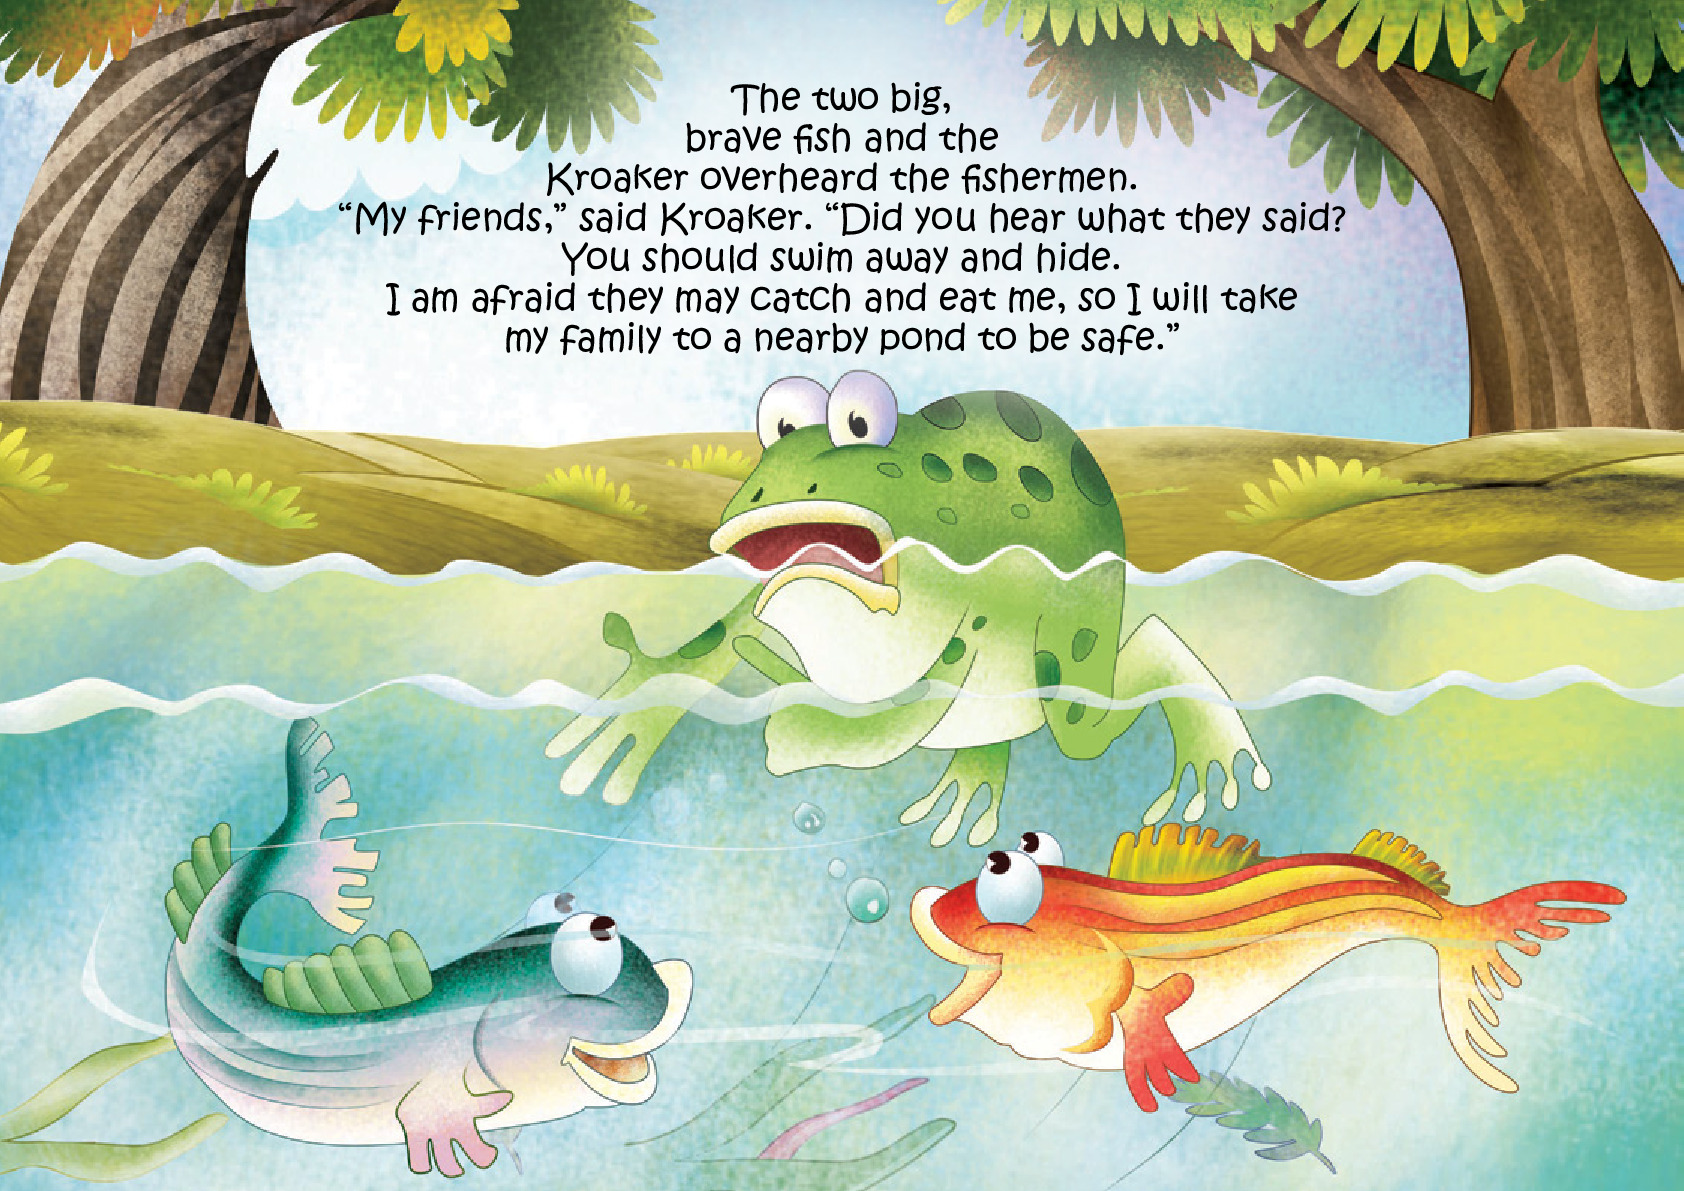 The two big,
brave fish and the
Kroaker overheard the fishermen.
“My friends,” said Kroaker. “Did you hear what they said?
You should swim away and hide.
I am afraid they may catch and eat me, so I will take
my family to a nearby pond to be safe.”